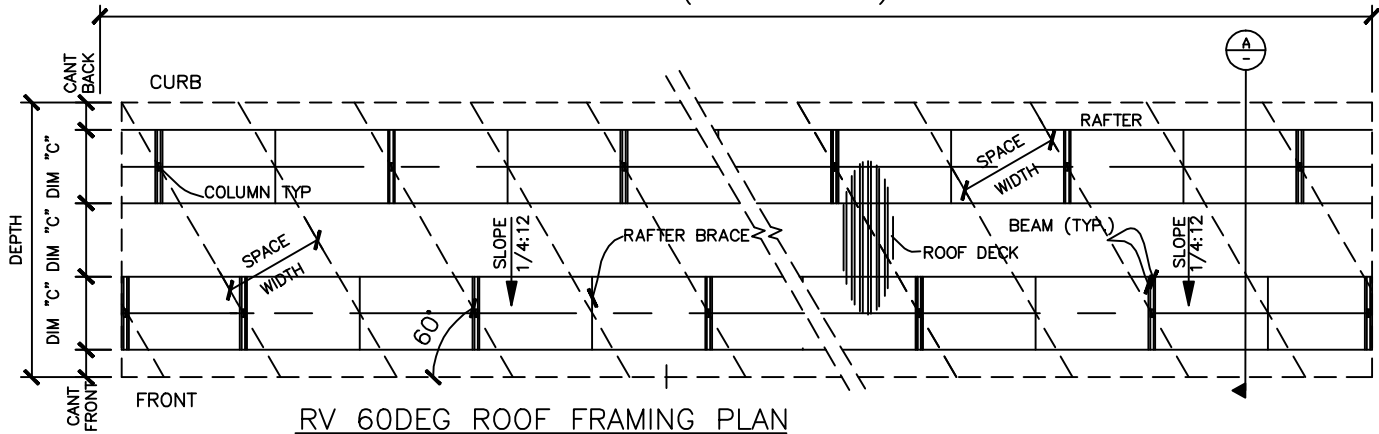 CANT
BACK
CURB
A
-
RAFTER
DEPTH
DIM "C"
DIM "C"
DIM "C"
COLUMN TYP
SPACE
WIDTH
SPACE
WIDTH
SLOPE
1/4:12
RAFTER BRACE
ROOF DECK
BEAM (TYP.)
SLOPE
1/4:12
60°
CANT
FRONT
FRONT
RV 60DEG ROOF FRAMING PLAN